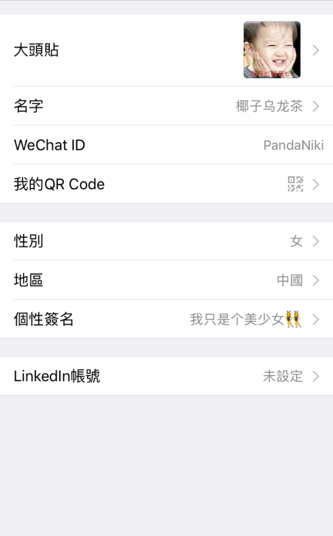 大頭貼
名字 椰子乌龙茶
WeChat ID PandaNiki
我的QR Code
性別 女
地區 中國
個性簽名 我只是个美少女👯
LinkedIn帳號 未設定